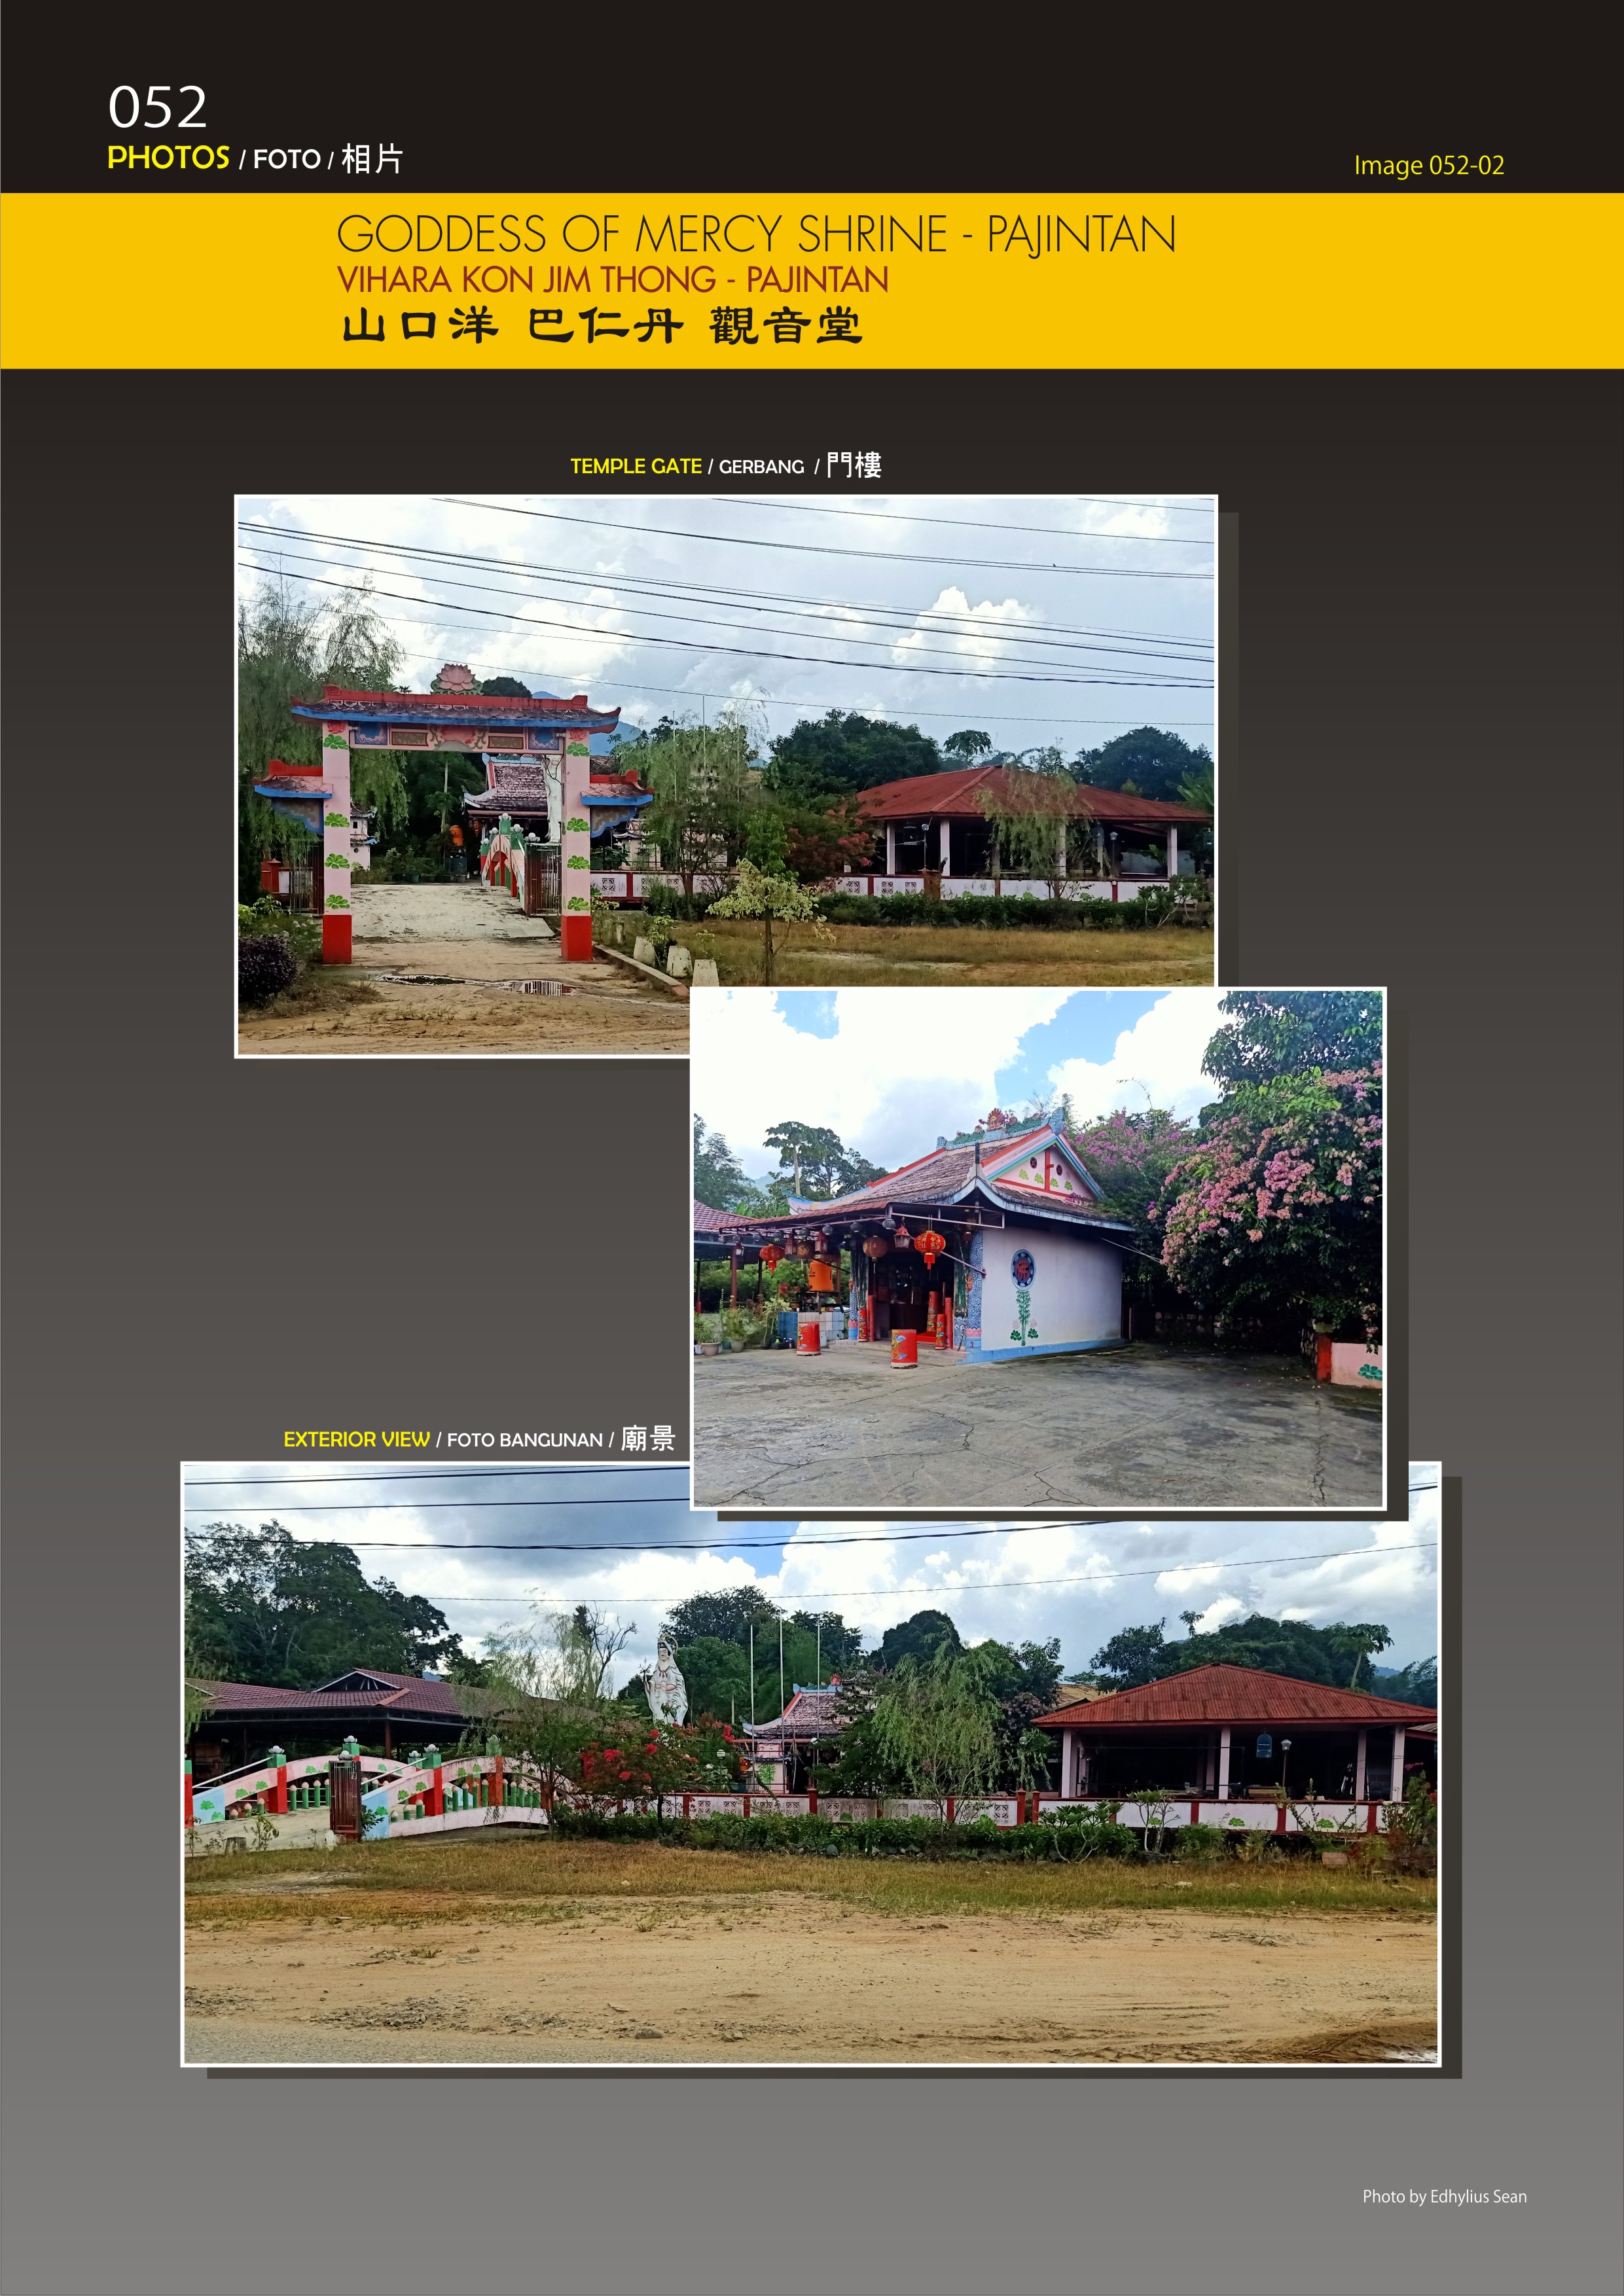 052
PHOTOS / FOTO / 相片
Image 052-02
GODDESS OF MERCY SHRINE - PAJINTAN
VIHARA KON JIM THONG - PAJINTAN
山口洋 巴仁丹 觀音堂
TEMPLE GATE / GERBANG / 門樓
EXTERIOR VIEW / FOTO BANGUNAN / 廟景
Photo by Edhylius Sean